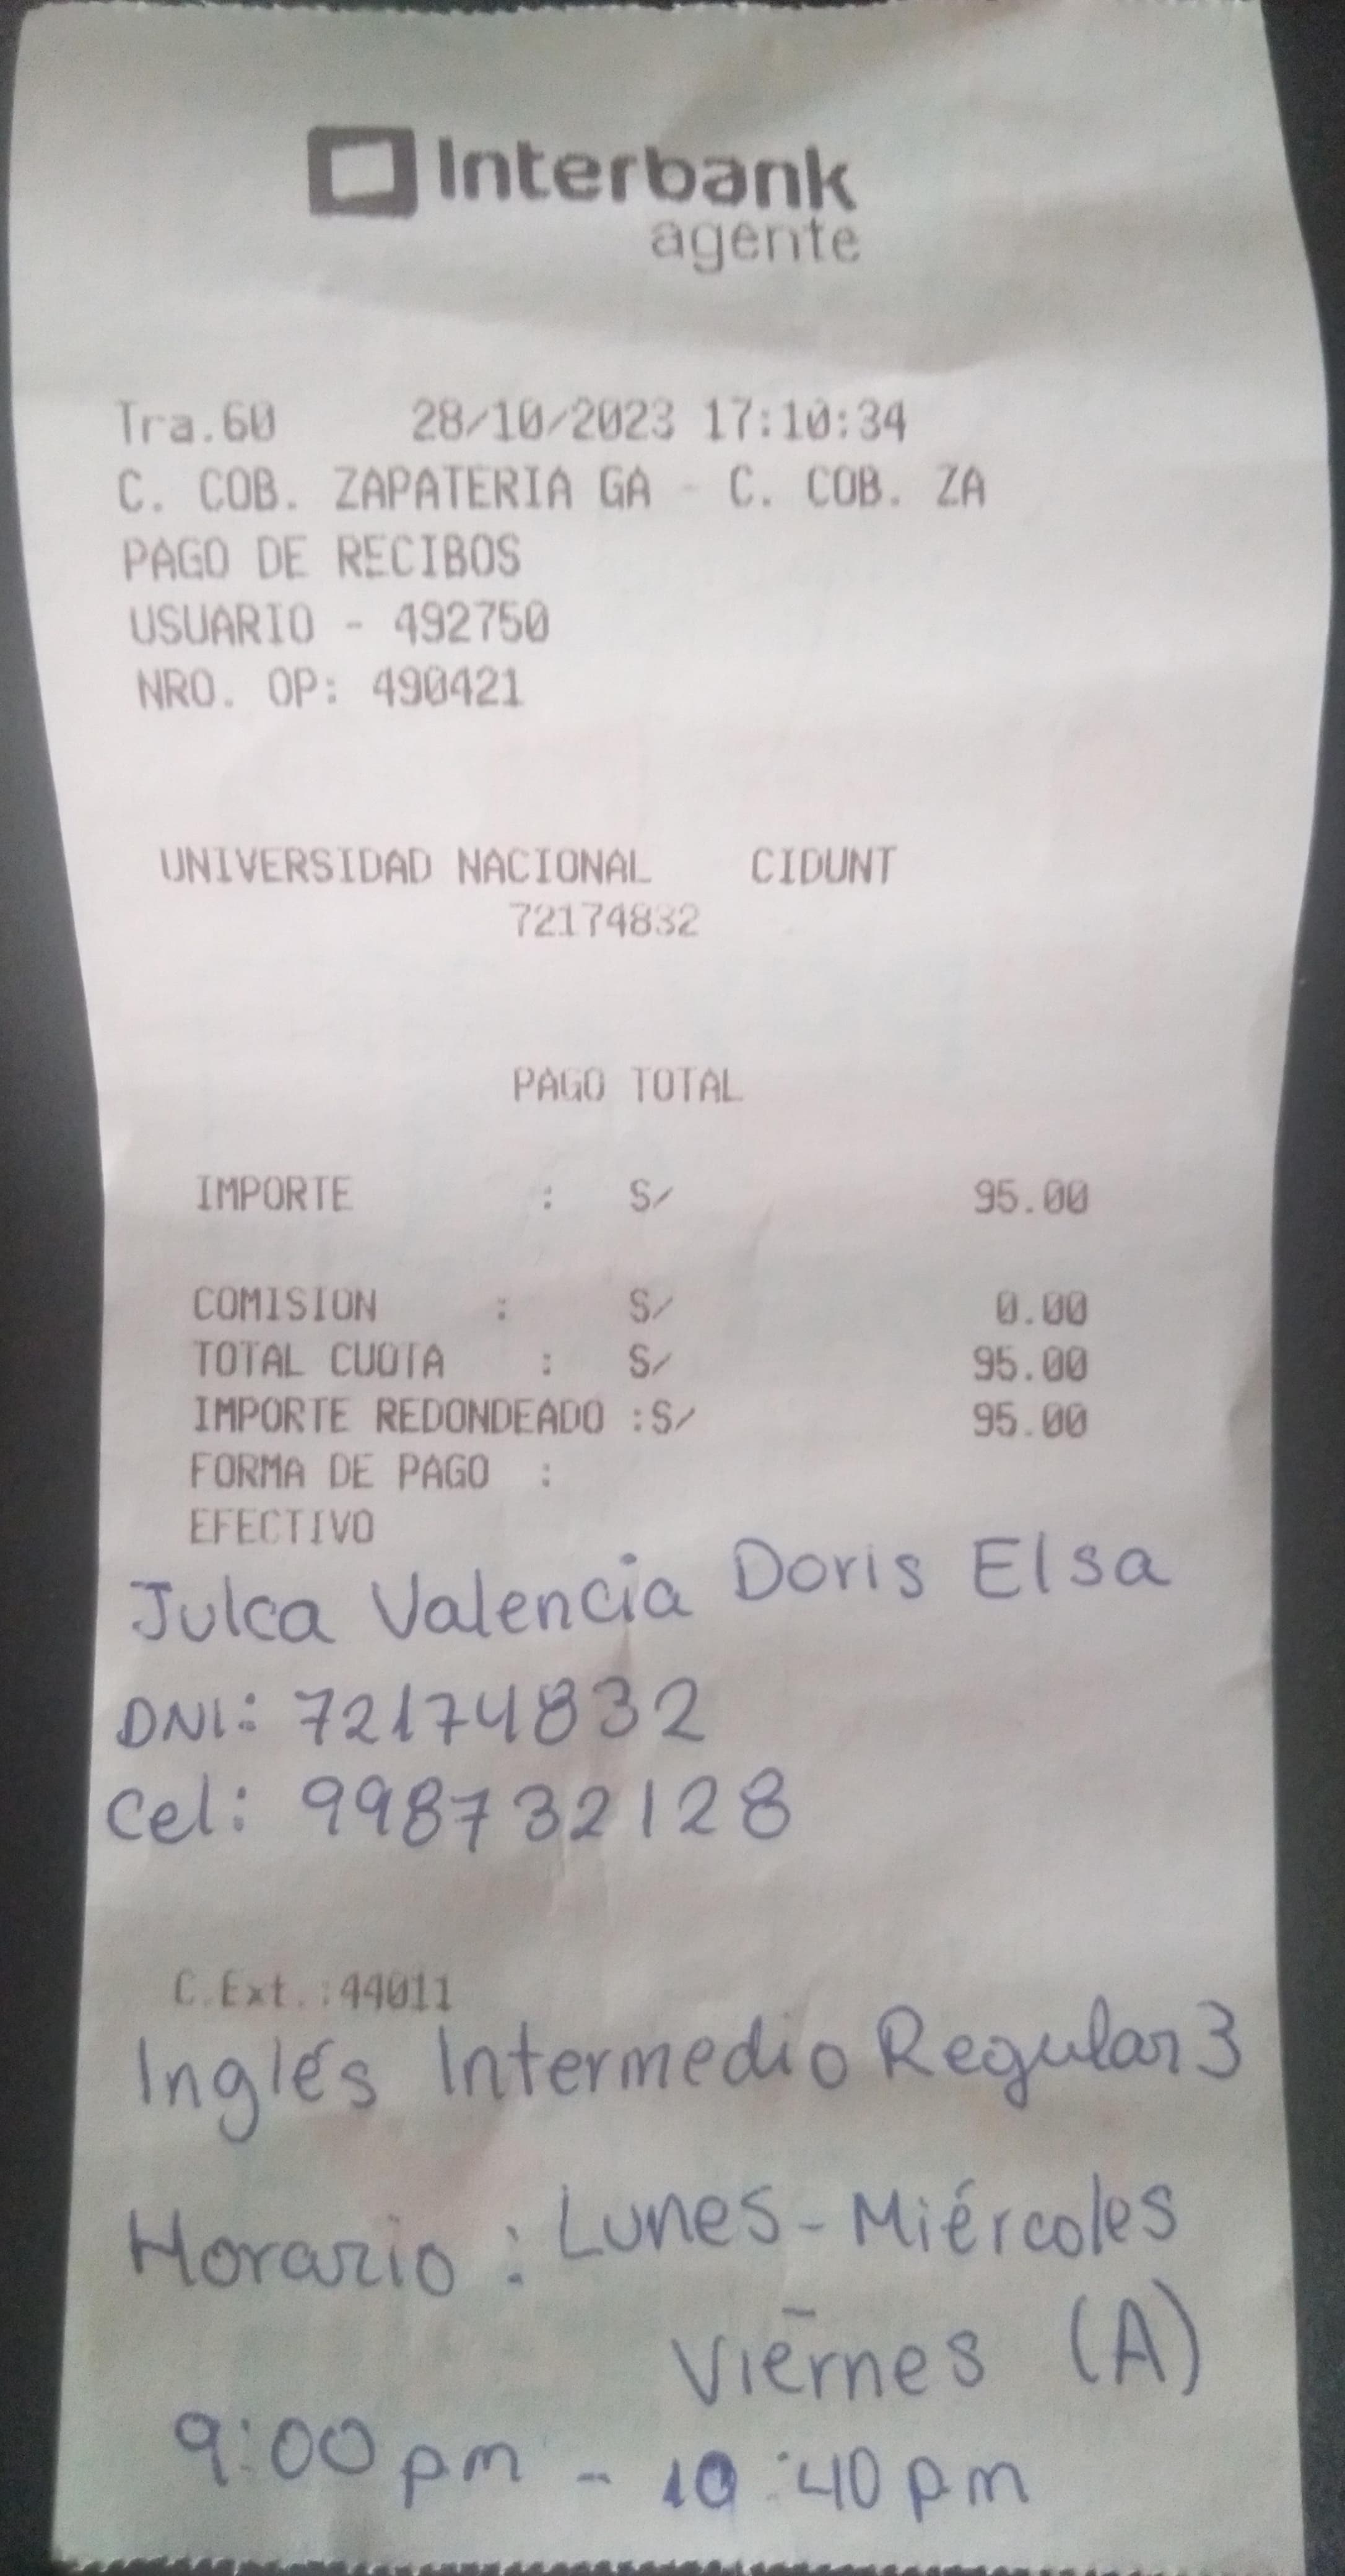 Interbank
agente
Tra.60 28/10/2023 17:10:34
C. COB. ZAPATERIA GA - C. COB. ZA
PAGO DE RECIBOS
USUARIO - 492750
NRO. OP: 490421
UNIVERSIDAD NACIONAL CIDUNT
72174832
PAGO TOTAL
IMPORTE : S/ 95.00
COMISION : S/ 0.00
TOTAL CUOTA : S/ 95.00
IMPORTE REDONDEADO :S/ 95.00
FORMA DE PAGO :
EFECTIVO
Julca Valencia Doris Elsa
DNI: 72174832
Cel: 998732128
C.Ext.:44011
Inglés Intermedio Regular 3
Horario : Lunes - Miércoles
- Viernes (A)
9:00 pm - 10:40 pm